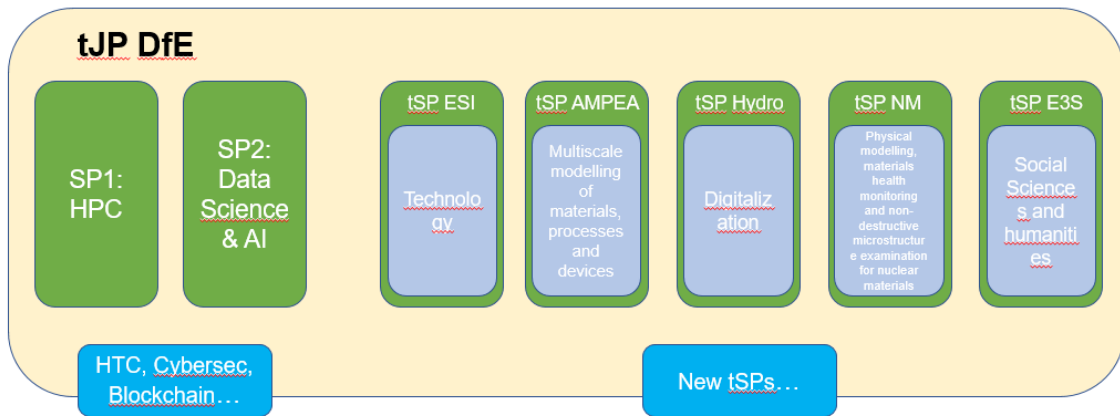 tJP DfE
SP1:
HPC
SP2:
Data
Science
& AI
tSP ESI
Technolo
gy
tSP AMPEA
Multiscale
modelling
of
materials,
processes
and
devices
tSP Hydro
Digitaliz
ation
tSP NM
Physical
modelling,
materials
health
monitoring
and non-
destructive
microstructur
e examination
for nuclear
materials
tSP E3S
Social
Science
s and
humaniti
es
HTC, Cybersec,
Blockchain…
New tSPs…